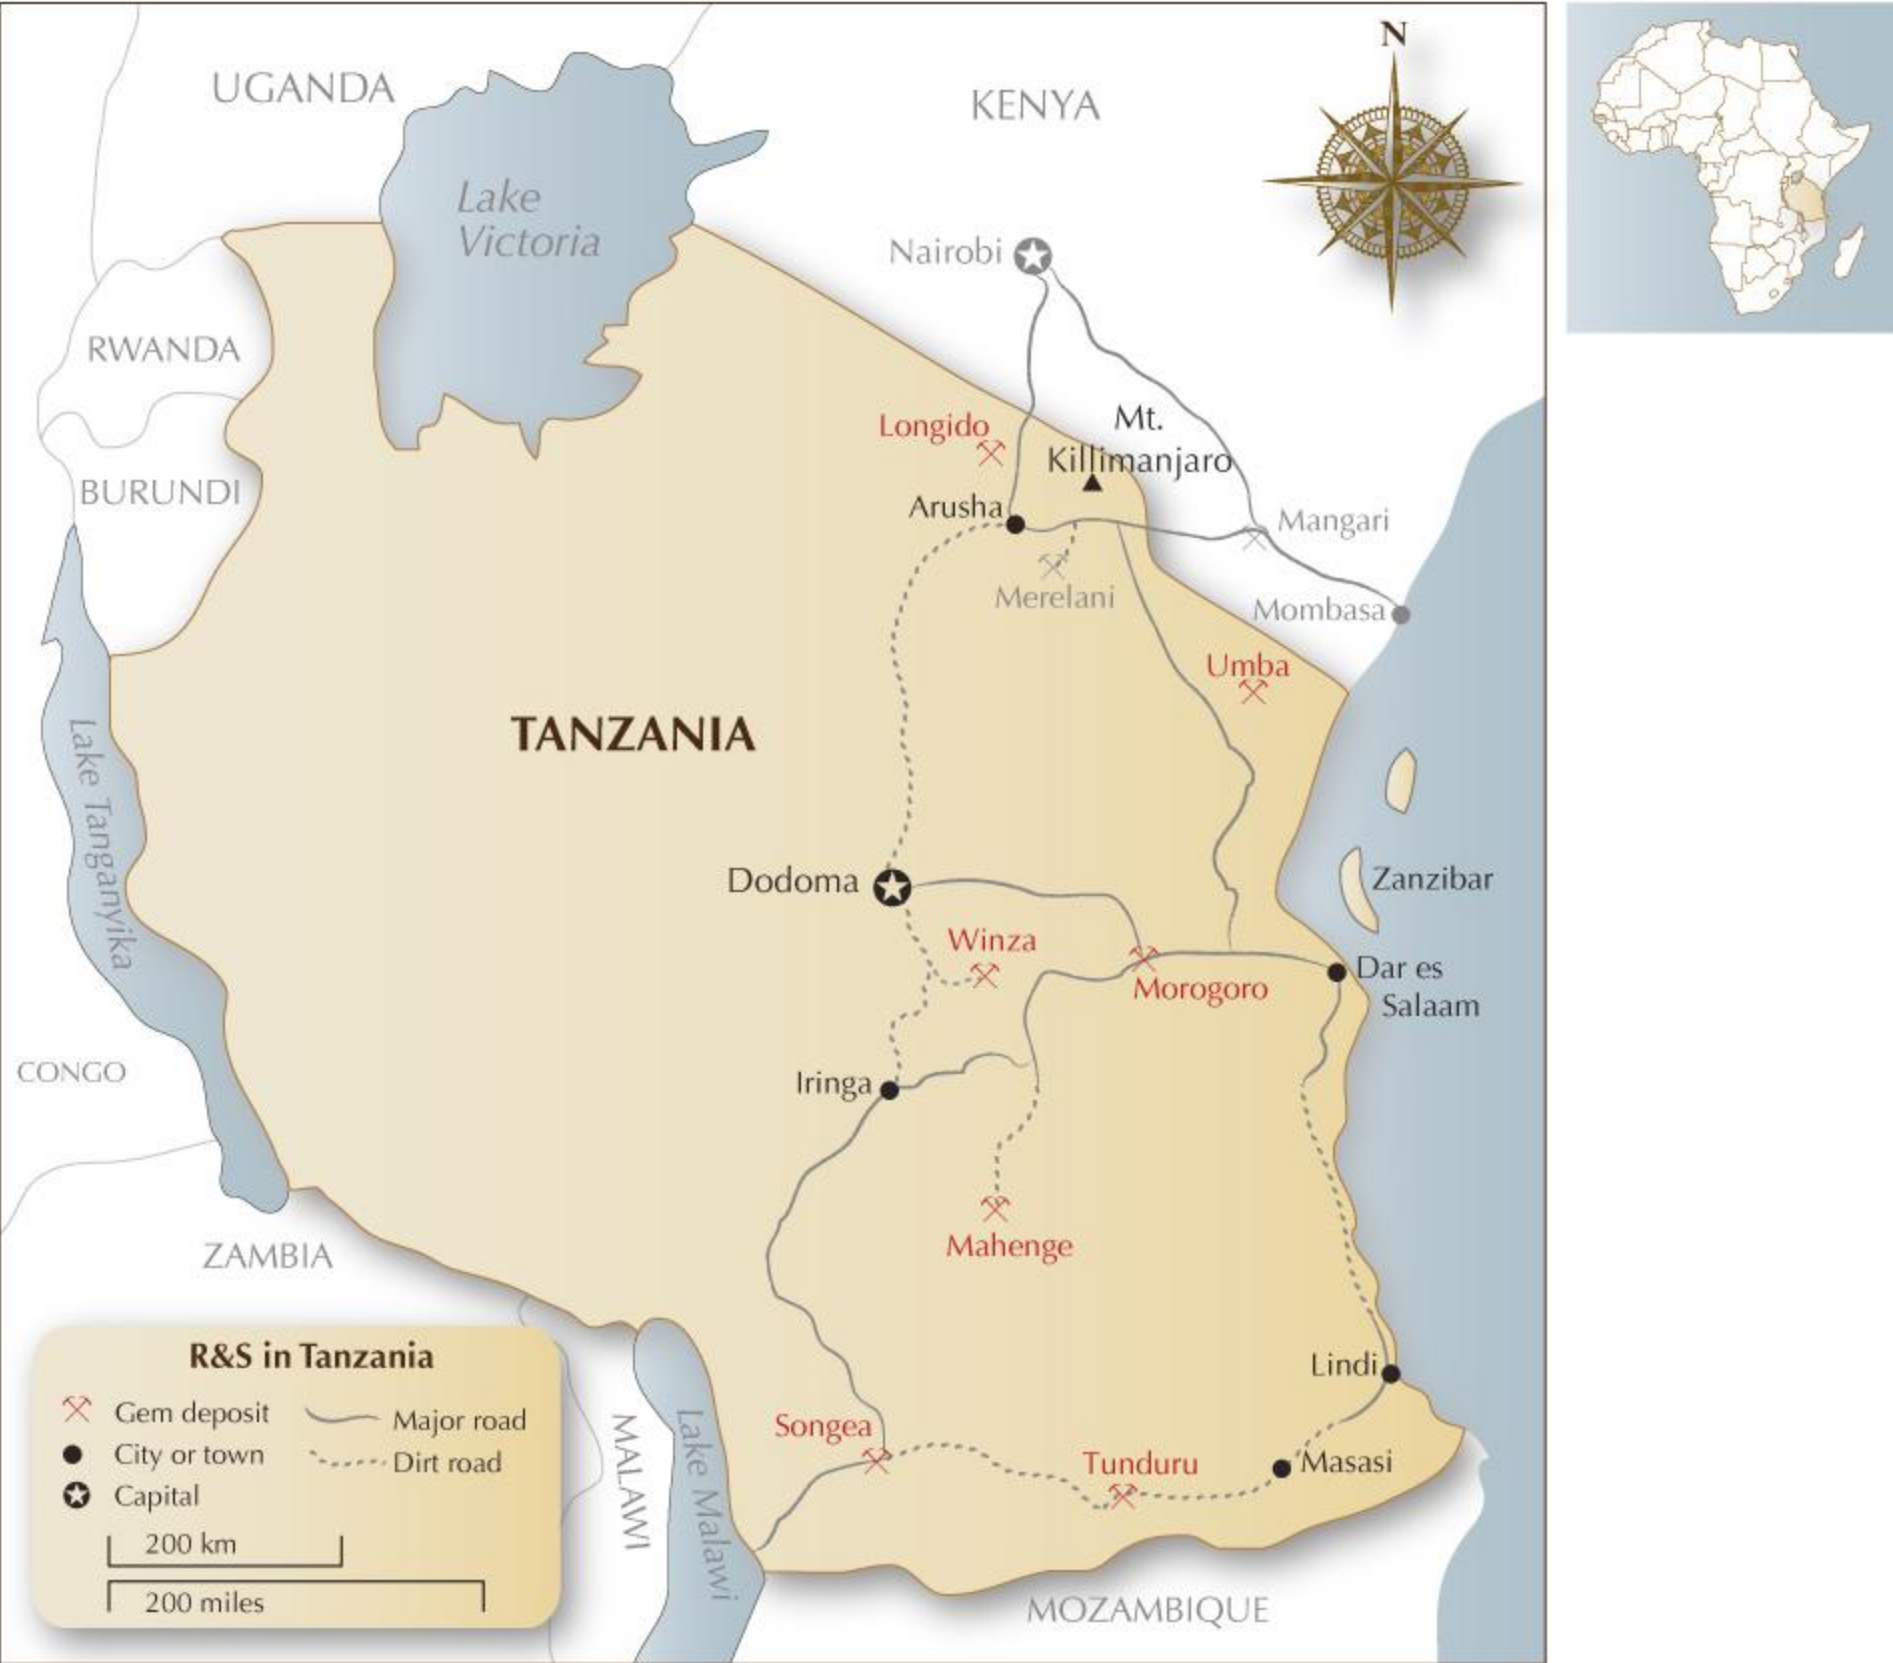 N
UGANDA
KENYA
Lake
Victoria
Nairobi
RWANDA
Longido
Mt.
Killimanjaro
BURUNDI
Arusha
Mangari
Merelani
Mombasa
Umba
TANZANIA
Lake Tanganyika
Dodoma
Zanzibar
Winza
Dar es
Salaam
Morogoro
CONGO
Iringa
Mahenge
ZAMBIA
Lindi
Songea
Tunduru
Masasi
MALAWI
Lake Malawi
MOZAMBIQUE
R&S in Tanzania
Gem deposit
Major road
City or town
Dirt road
Capital
200 km
200 miles